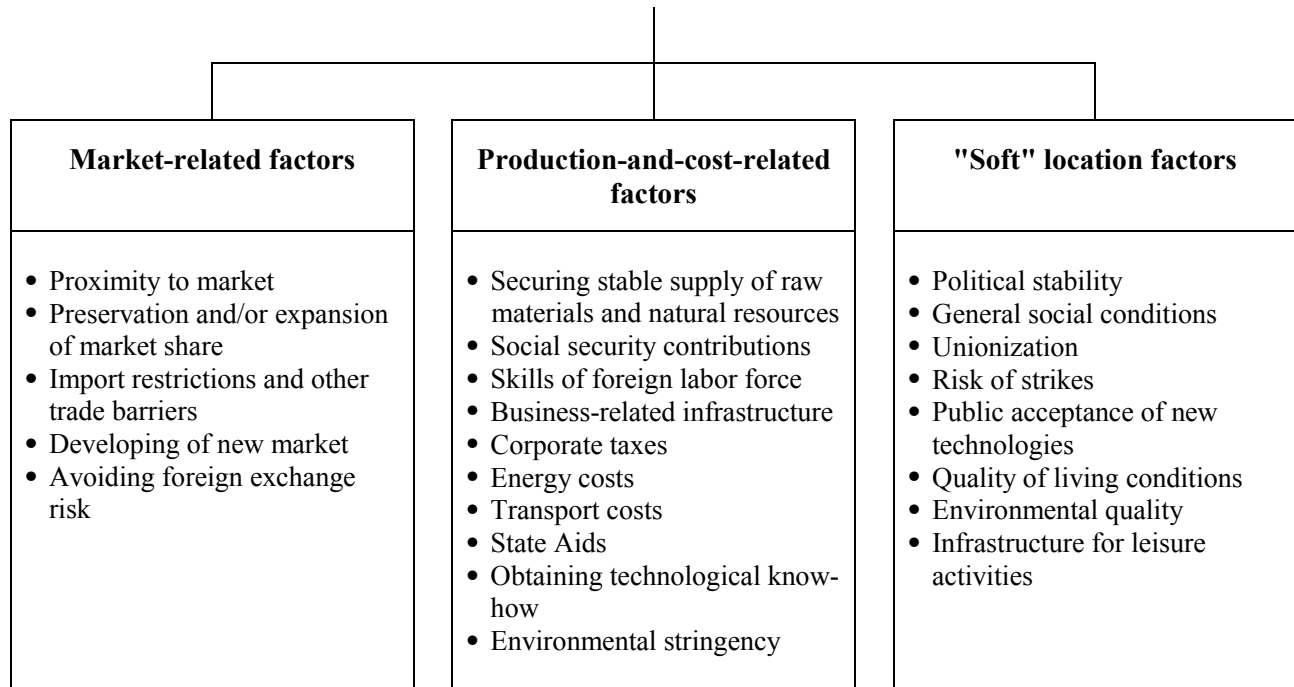 Market-related factors
• Proximity to market
• Preservation and/or expansion
of market share
• Import restrictions and other
trade barriers
• Developing of new market
• Avoiding foreign exchange
risk
Production-and-cost-related
factors
• Securing stable supply of raw
materials and natural resources
• Social security contributions
• Skills of foreign labor force
• Business-related infrastructure
• Corporate taxes
• Energy costs
• Transport costs
• State Aids
• Obtaining technological know-
how
• Environmental stringency
"Soft" location factors
• Political stability
• General social conditions
• Unionization
• Risk of strikes
• Public acceptance of new
technologies
• Quality of living conditions
• Environmental quality
• Infrastructure for leisure
activities